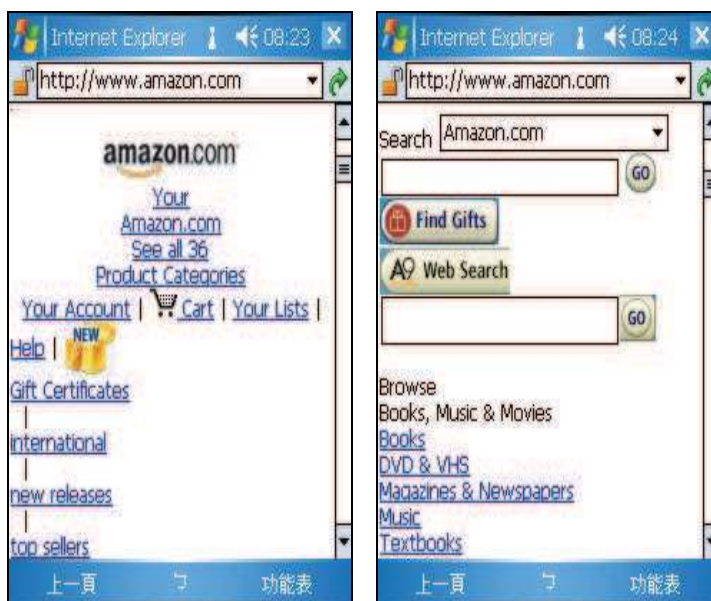 Internet Explorer 08:23
http://www.amazon.com
amazon.com
Your
Amazon.com
See all 36
Product Categories
Your Account | Cart | Your Lists |
Help | NEW
Gift Certificates
|
international
|
new releases
|
top sellers
上一頁 ㄅ 功能表
Internet Explorer 08:24
http://www.amazon.com
Search Amazon.com
GO
Find Gifts
A9 Web Search
GO
Browse
Books, Music & Movies
Books
DVD & VHS
Magazines & Newspapers
Music
Textbooks
上一頁 ㄅ 功能表